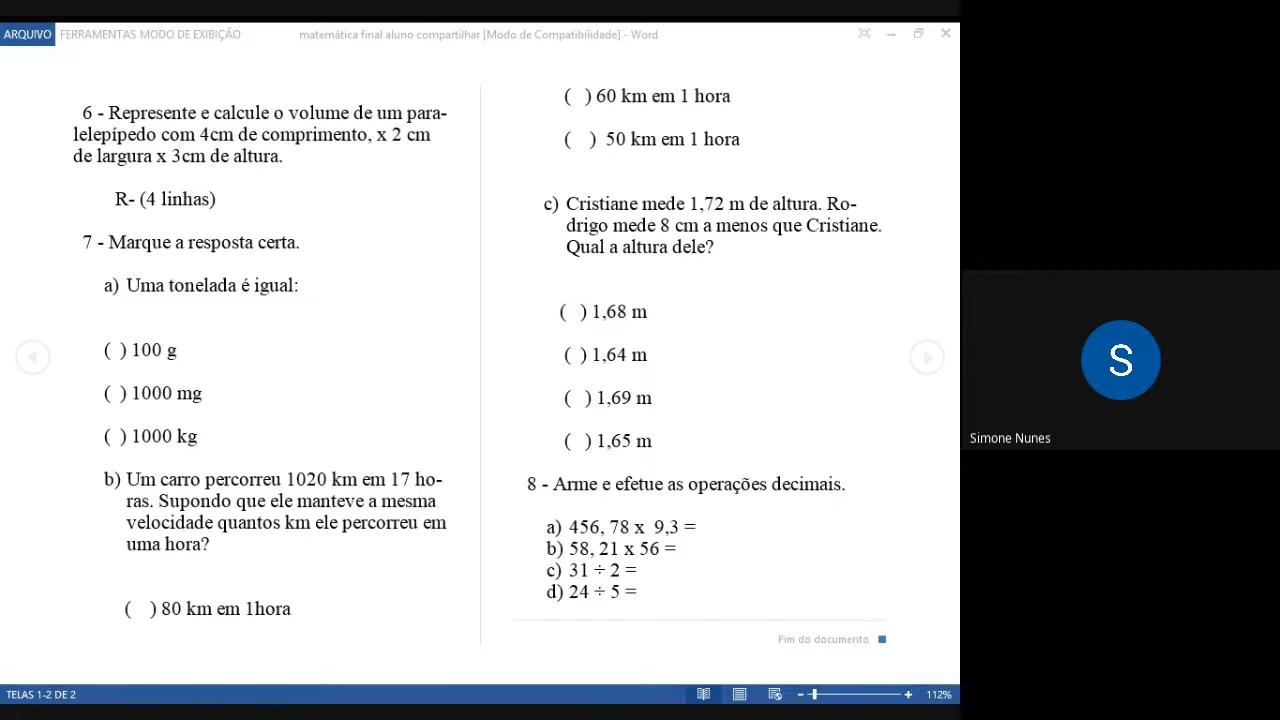 ARQUIVO FERRAMENTAS MODO DE EXIBIÇÃO matemática final aluno compartilhar [Modo de Compatibilidade] - Word
6 - Represente e calcule o volume de um para-
lelepípedo com 4cm de comprimento, x 2 cm
de largura x 3cm de altura.
R- (4 linhas)
7 - Marque a resposta certa.
a) Uma tonelada é igual:
( ) 100 g
( ) 1000 mg
( ) 1000 kg
b) Um carro percorreu 1020 km em 17 ho-
ras. Supondo que ele manteve a mesma
velocidade quantos km ele percorreu em
uma hora?
( ) 80 km em 1hora
( ) 60 km em 1 hora
( ) 50 km em 1 hora
c) Cristiane mede 1,72 m de altura. Ro-
drigo mede 8 cm a menos que Cristiane.
Qual a altura dele?
( ) 1,68 m
( ) 1,64 m
( ) 1,69 m
( ) 1,65 m
8 - Arme e efetue as operações decimais.
a) 456, 78 x 9,3 =
b) 58, 21 x 56 =
c) 31 ÷ 2 =
d) 24 ÷ 5 =
Fim do documento
TELAS 1-2 DE 2
112%
S
Simone Nunes